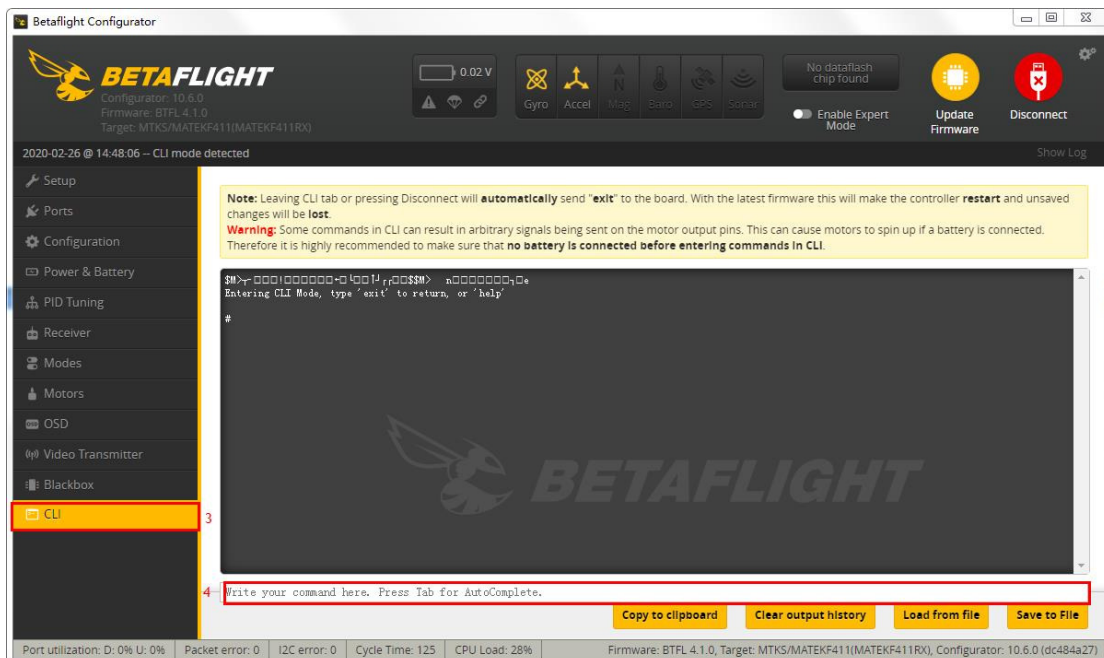 Betaflight Configurator
BETAFLIGHT
Configurator: 10.6.0
Firmware: BTFL 4.1.0
Target: MTKS/MATEKF411(MATEKF411RX)
0.02 V
Gyro Accel Mag Baro GPS Sonar
No dataflash
chip found
Enable Expert
Mode
Update
Firmware
Disconnect
2020-02-26 @ 14:48:06 -- CLI mode detected
Show Log
Setup
Ports
Configuration
Power & Battery
PID Tuning
Receiver
Modes
Motors
OSD
Video Transmitter
Blackbox
CLI
3
Note: Leaving CLI tab or pressing Disconnect will automatically send "exit" to the board. With the latest firmware this will make the controller restart and unsaved
changes will be lost.
Warning: Some commands in CLI can result in arbitrary signals being sent on the motor output pins. This can cause motors to spin up if a battery is connected.
Therefore it is highly recommended to make sure that no battery is connected before entering commands in CLI.
Entering CLI Mode, type 'exit' to return, or 'help'
#
BETAFLIGHT
4
Write your command here. Press Tab for AutoComplete.
Copy to clipboard Clear output history Load from file Save to File
Port utilization: D: 0% U: 0% Packet error: 0 I2C error: 0 Cycle Time: 125 CPU Load: 28% Firmware: BTFL 4.1.0, Target: MTKS/MATEKF411(MATEKF411RX), Configurator: 10.6.0 (dc484a27)